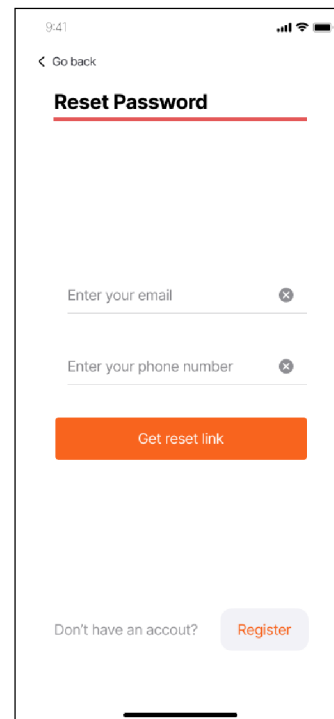 9:41
Go back
Reset Password
Enter your email
Enter your phone number
Get reset link
Don't have an accout? Register